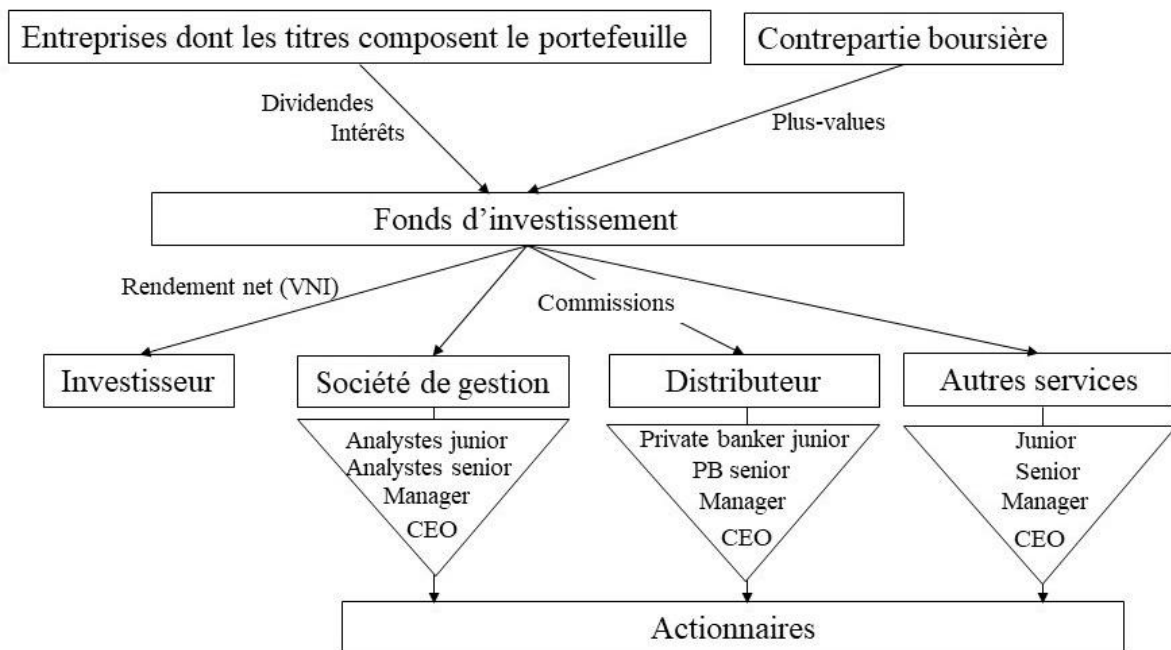 Entreprises dont les titres composent le portefeuille
Contrepartie boursière
Dividendes
Intérêts
Plus-values
Fonds d’investissement
Rendement net (VNI)
Commissions
Investisseur
Société de gestion
Distributeur
Autres services
Analystes junior
Analystes senior
Manager
CEO
Private banker junior
PB senior
Manager
CEO
Junior
Senior
Manager
CEO
Actionnaires